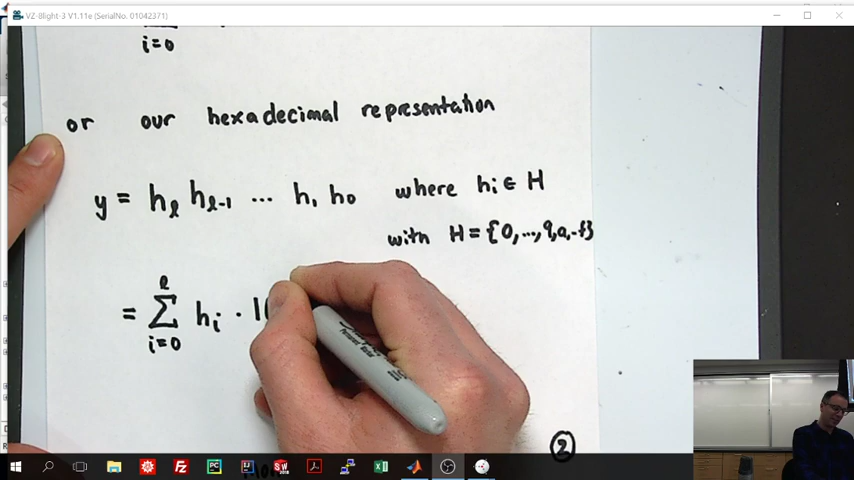 VZ-8light-3 V1.11e (SerialNo. 01042371)
i=0
or our hexadecimal representation
y = hℓ hℓ-1 ... h1 h0 where hi ∈ H
with H = {0,...,9,a,-f}
ℓ
= Σ hi · 1
i=0
2